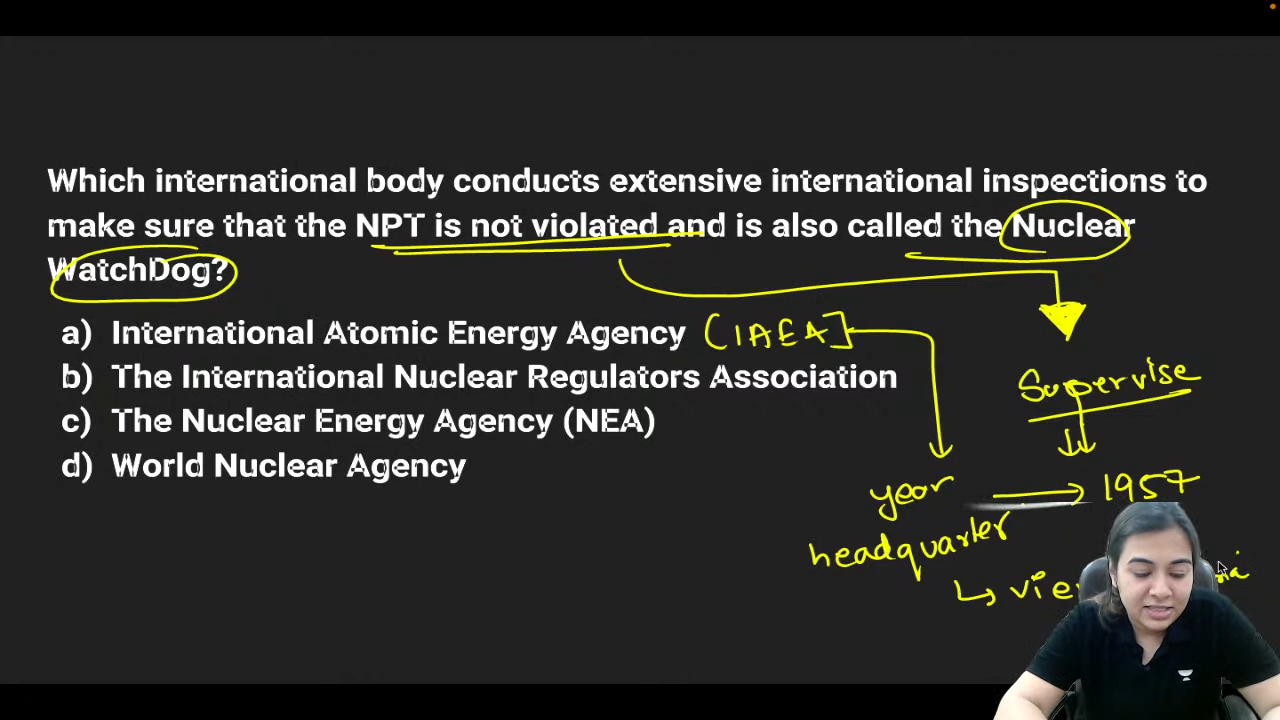 Which international body conducts extensive international inspections to
make sure that the NPT is not violated and is also called the Nuclear
WatchDog?
a) International Atomic Energy Agency (IAEA]
b) The International Nuclear Regulators Association
c) The Nuclear Energy Agency (NEA)
d) World Nuclear Agency
Supervise
year → 1957
headquarter